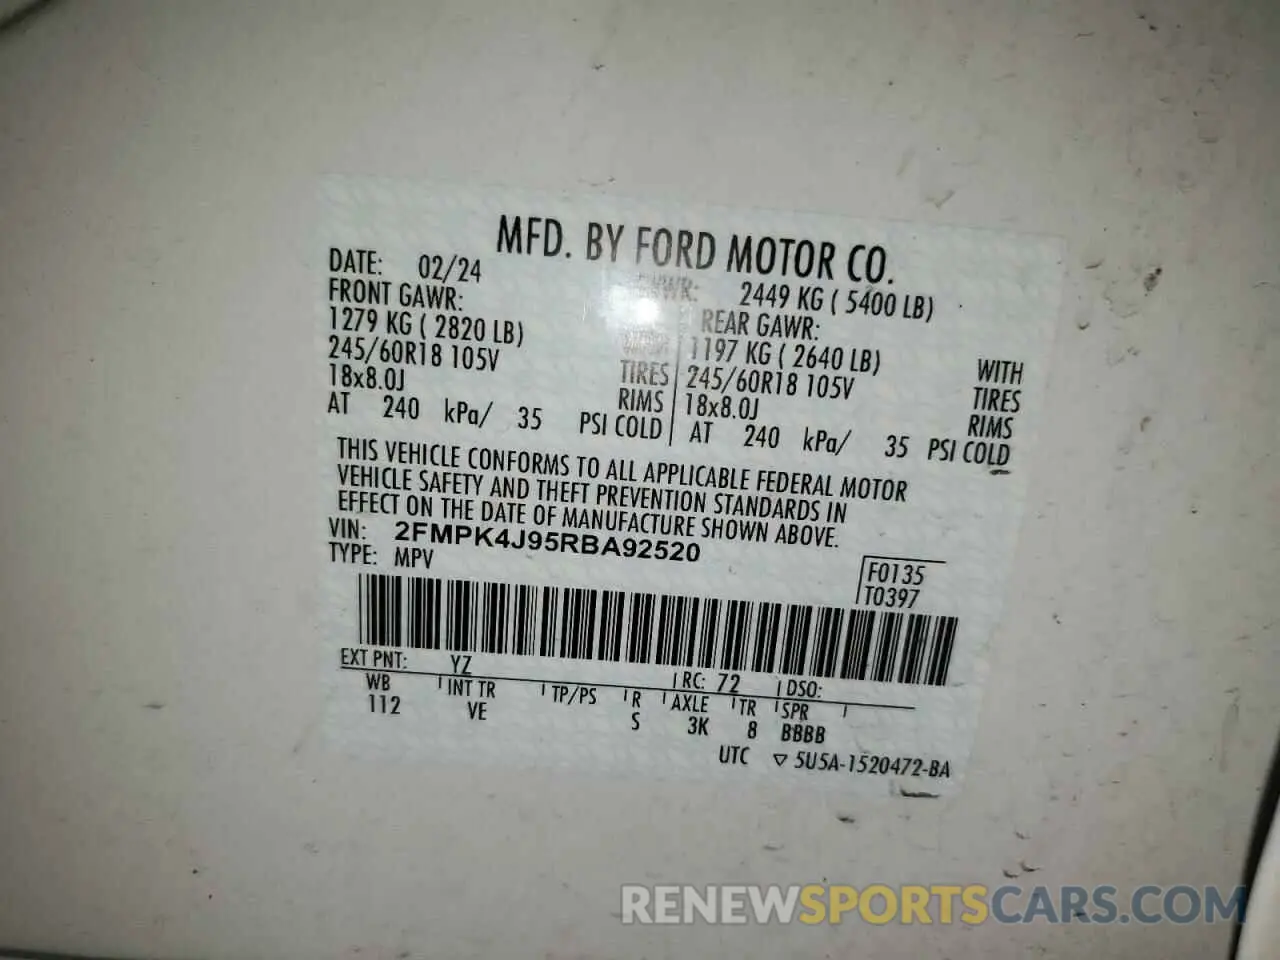 MFD. BY FORD MOTOR CO.
DATE: 02/24 GVWR: 2449 KG ( 5400 LB)
FRONT GAWR: REAR GAWR:
1279 KG ( 2820 LB) WITH 1197 KG ( 2640 LB) WITH
245/60R18 105V TIRES 245/60R18 105V TIRES
18x8.0J RIMS 18x8.0J RIMS
AT 240 kPa/ 35 PSI COLD AT 240 kPa/ 35 PSI COLD
THIS VEHICLE CONFORMS TO ALL APPLICABLE FEDERAL MOTOR
VEHICLE SAFETY AND THEFT PREVENTION STANDARDS IN
EFFECT ON THE DATE OF MANUFACTURE SHOWN ABOVE.
VIN: 2FMPK4J95RBA92520
TYPE: MPV
F0135
T0397
EXT PNT: YZ RC: 72 DSO:
WB INT TR TP/PS R AXLE TR SPR
112 VE S 3K 8 BBBB
UTC ▽ 5U5A-1520472-BA
RENEWSPORTSCARS.COM